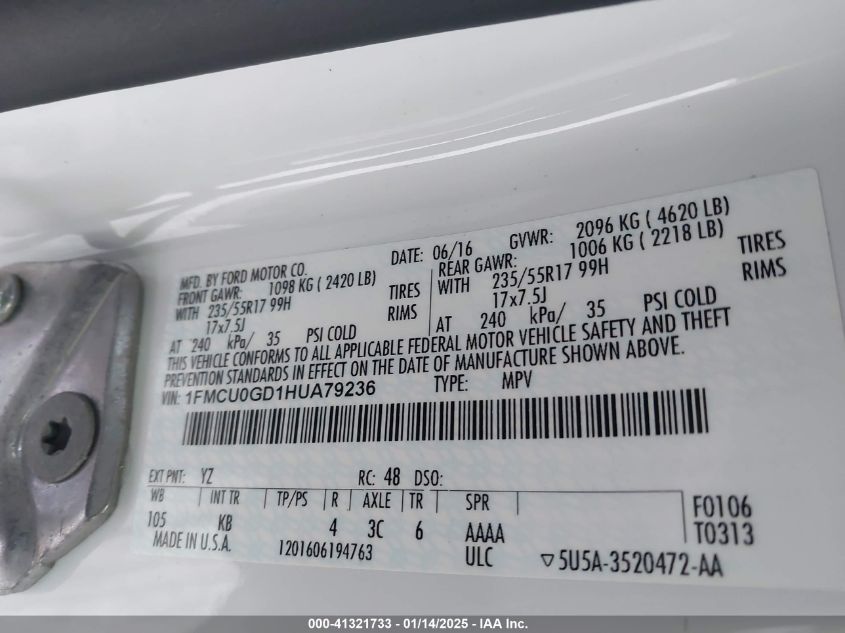 MFD. BY FORD MOTOR CO.
DATE: 06/16 GVWR: 2096 KG ( 4620 LB)
FRONT GAWR: 1098 KG ( 2420 LB)
REAR GAWR: 1006 KG ( 2218 LB)
WITH 235/55R17 99H TIRES
WITH 235/55R17 99H TIRES
17x7.5J RIMS
17x7.5J RIMS
AT 240 kPa/ 35 PSI COLD
AT 240 kPa/ 35 PSI COLD
THIS VEHICLE CONFORMS TO ALL APPLICABLE FEDERAL MOTOR VEHICLE SAFETY AND THEFT
PREVENTION STANDARDS IN EFFECT ON THE DATE OF MANUFACTURE SHOWN ABOVE.
VIN: 1FMCU0GD1HUA79236 TYPE: MPV
EXT PNT: YZ RC: 48 DSO:
WB INT TR TP/PS R AXLE TR SPR
105 KB 4 3C 6 AAAA
F0106
T0313
MADE IN U.S.A. 1201606194763 ULC ▽5U5A-3520472-AA
000-41321733 - 01/14/2025 - IAA Inc.